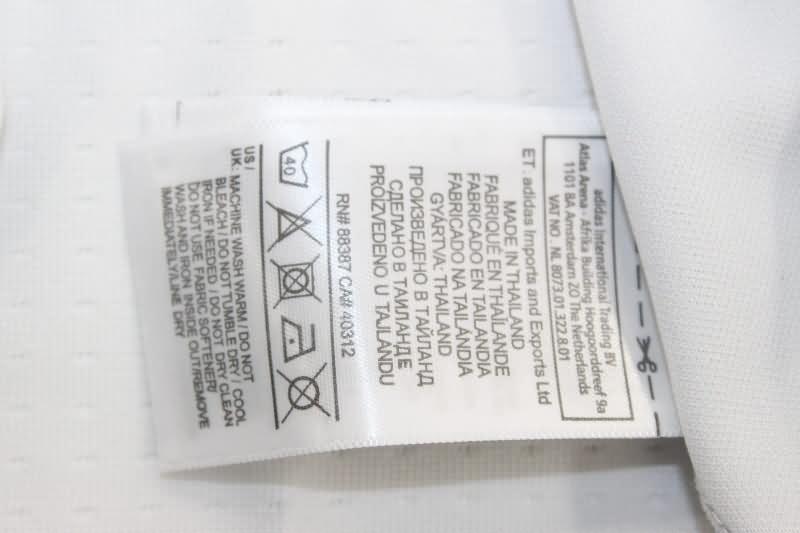 adidas International Trading BV
Atlas Arena - Afrika Building Hoogoorddreef 9a
1101 BA Amsterdam ZO The Netherlands
VAT NO . NL 8073.01.322.B.01
ET . adidas Imports and Exports Ltd
MADE IN THAILAND
FABRIQUE EN THAÏLANDE
FABRICADO EN TAILANDIA
FABRICADO NA TAILÂNDIA
GYÁRTVA: THAILAND
ПРОИЗВЕДЕНО В ТАЙЛАНД
СДЕЛАНО В ТАИЛАНДЕ
PROIZVEDENO U TAJLANDU
RN# 88387 CA# 40312
40
US /
UK: MACHINE WASH WARM / DO NOT
BLEACH / DO NOT TUMBLE DRY / COOL
IRON IF NEEDED / DO NOT DRY CLEAN
DO NOT USE FABRIC SOFTENER/
WASH AND IRON INSIDE OUT/REMOVE
IMMEDIATELY/LINE DRY